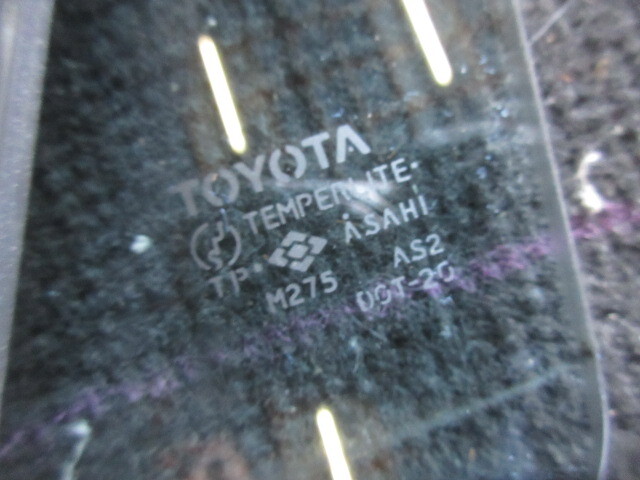 TOYOTA
TEMPERLITE
TP
ASAHI
M275 AS2
DOT-20